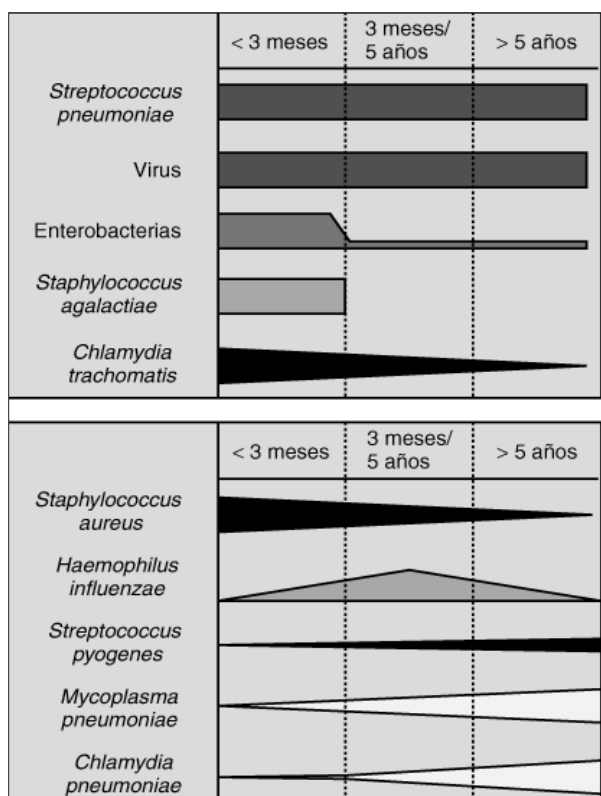 < 3 meses
3 meses/
5 años
> 5 años
Streptococcus
pneumoniae
Virus
Enterobacterias
Staphylococcus
agalactiae
Chlamydia
trachomatis
< 3 meses
3 meses/
5 años
> 5 años
Staphylococcus
aureus
Haemophilus
influenzae
Streptococcus
pyogenes
Mycoplasma
pneumoniae
Chlamydia
pneumoniae